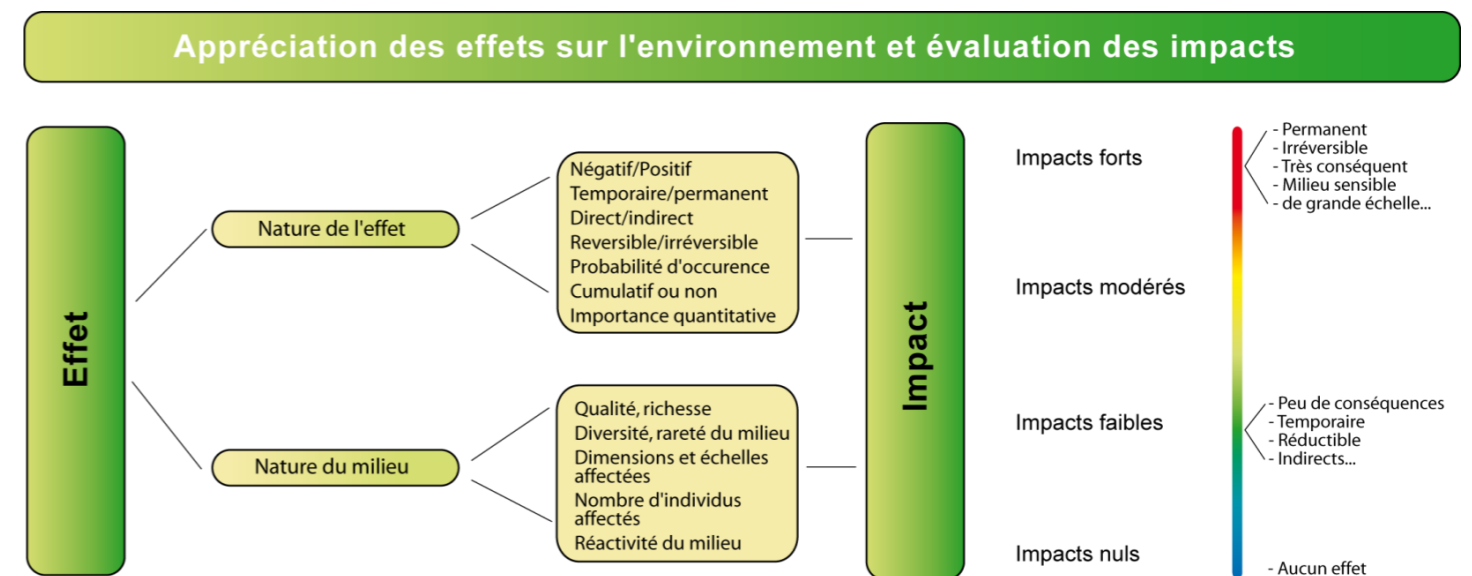 Appréciation des effets sur l'environnement et évaluation des impacts
Effet
Nature de l'effet
Négatif/Positif
Temporaire/permanent
Direct/indirect
Reversible/irréversible
Probabilité d'occurence
Cumulatif ou non
Importance quantitative
Nature du milieu
Qualité, richesse
Diversité, rareté du milieu
Dimensions et échelles
affectées
Nombre d'individus
affectés
Réactivité du milieu
Impact
Impacts forts
- Permanent
- Irréversible
- Très conséquent
- Milieu sensible
- de grande échelle...
Impacts modérés
Impacts faibles
- Peu de conséquences
- Temporaire
- Réductible
- Indirects...
Impacts nuls
- Aucun effet